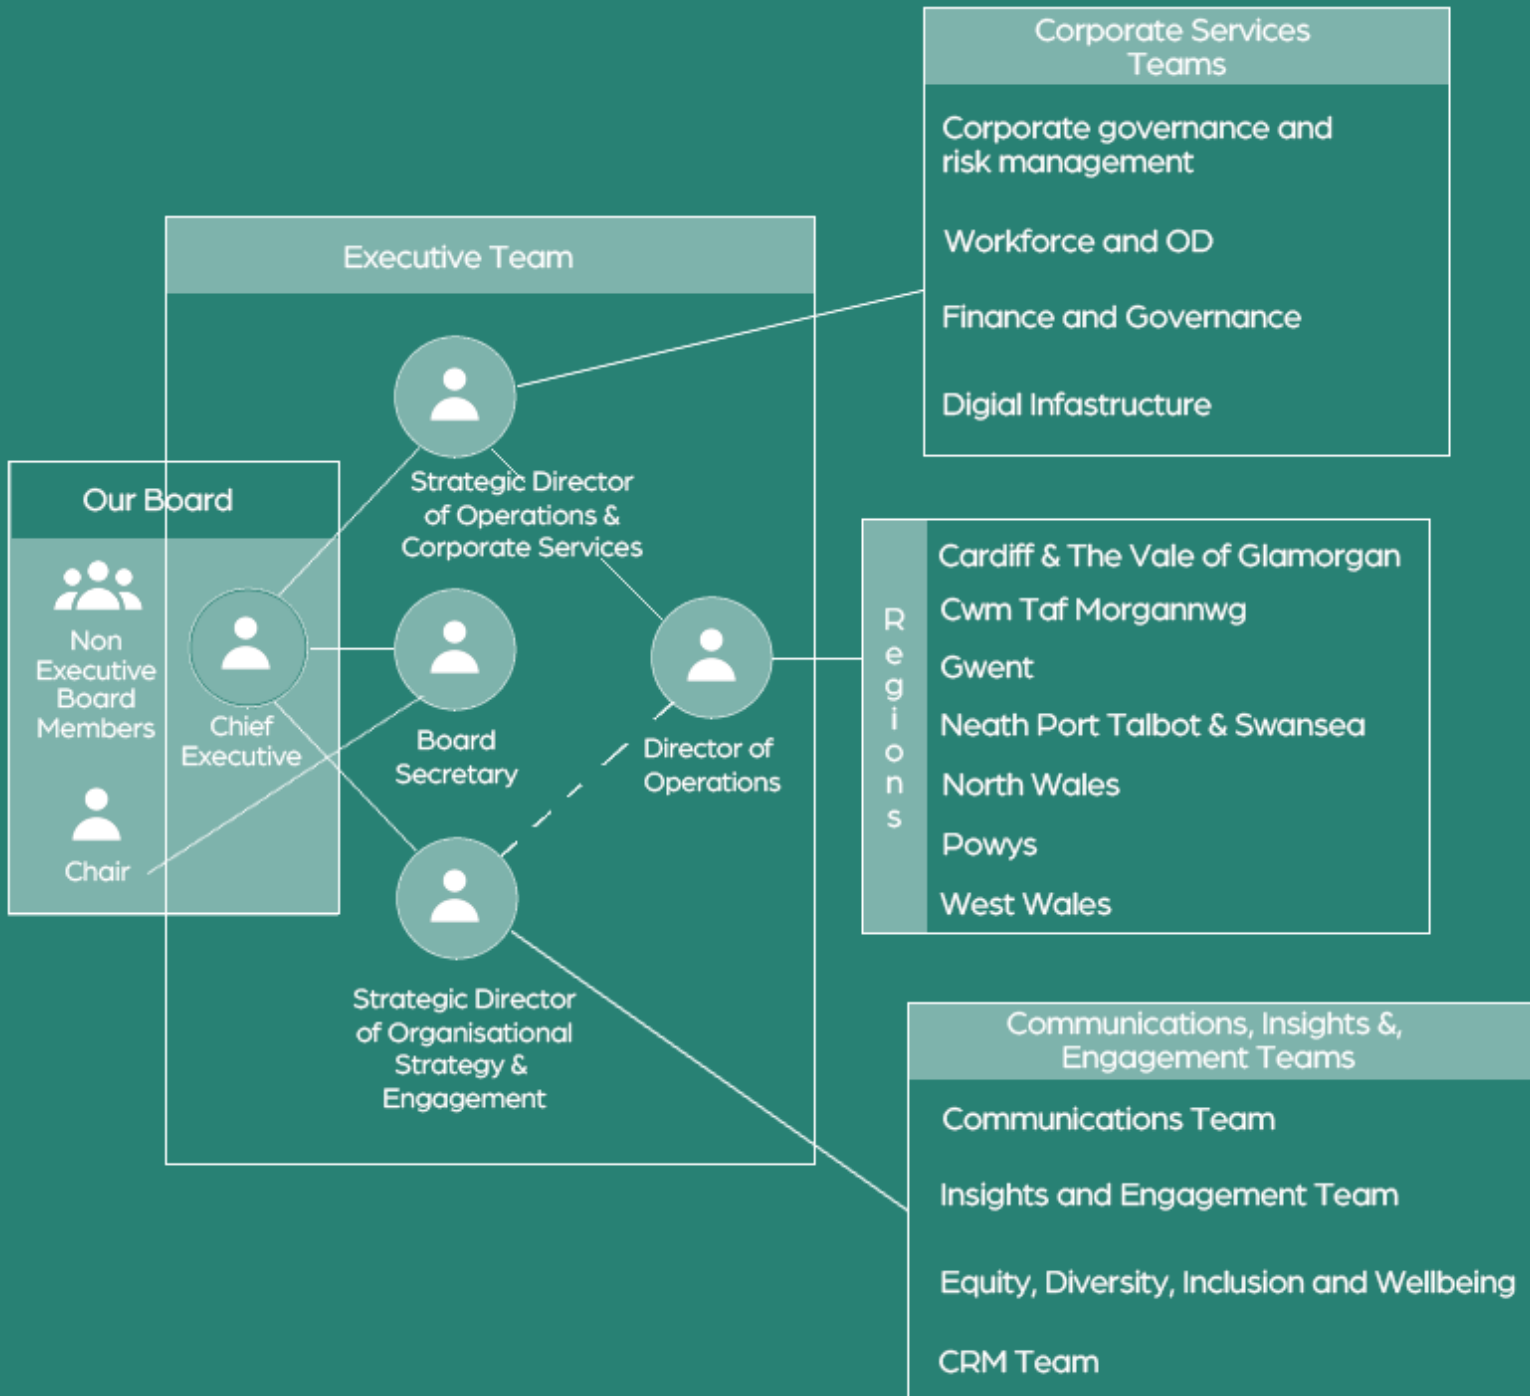 Corporate Services
Teams
Corporate governance and
risk management
Workforce and OD
Finance and Governance
Digial Infastructure
Executive Team
Strategic Director
of Operations &
Corporate Services
Our Board
Non
Executive
Board
Members
Chief
Executive
Chair
Board
Secretary
Director of
Operations
Strategic Director
of Organisational
Strategy &
Engagement
Regions
Cardiff & The Vale of Glamorgan
Cwm Taf Morgannwg
Gwent
Neath Port Talbot & Swansea
North Wales
Powys
West Wales
Communications, Insights &,
Engagement Teams
Communications Team
Insights and Engagement Team
Equity, Diversity, Inclusion and Wellbeing
CRM Team